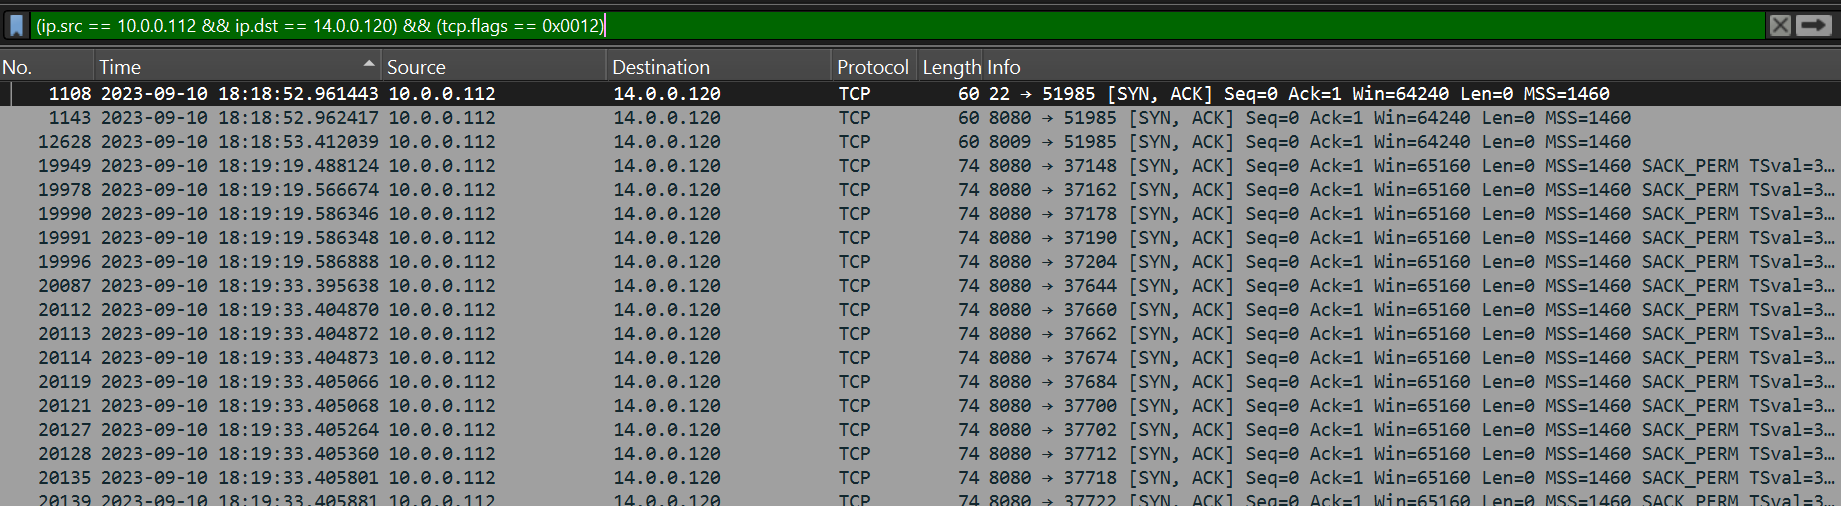 (ip.src == 10.0.0.112 && ip.dst == 14.0.0.120) && (tcp.flags == 0x0012)
No. Time Source Destination Protocol Length Info
1108 2023-09-10 18:18:52.961443 10.0.0.112 14.0.0.120 TCP 60 22 → 51985 [SYN, ACK] Seq=0 Ack=1 Win=64240 Len=0 MSS=1460
1143 2023-09-10 18:18:52.962417 10.0.0.112 14.0.0.120 TCP 60 8080 → 51985 [SYN, ACK] Seq=0 Ack=1 Win=64240 Len=0 MSS=1460
12628 2023-09-10 18:18:53.412039 10.0.0.112 14.0.0.120 TCP 60 8009 → 51985 [SYN, ACK] Seq=0 Ack=1 Win=64240 Len=0 MSS=1460
19949 2023-09-10 18:19:19.488124 10.0.0.112 14.0.0.120 TCP 74 8080 → 37148 [SYN, ACK] Seq=0 Ack=1 Win=65160 Len=0 MSS=1460 SACK_PERM TSval=3…
19978 2023-09-10 18:19:19.566674 10.0.0.112 14.0.0.120 TCP 74 8080 → 37162 [SYN, ACK] Seq=0 Ack=1 Win=65160 Len=0 MSS=1460 SACK_PERM TSval=3…
19990 2023-09-10 18:19:19.586346 10.0.0.112 14.0.0.120 TCP 74 8080 → 37178 [SYN, ACK] Seq=0 Ack=1 Win=65160 Len=0 MSS=1460 SACK_PERM TSval=3…
19991 2023-09-10 18:19:19.586348 10.0.0.112 14.0.0.120 TCP 74 8080 → 37190 [SYN, ACK] Seq=0 Ack=1 Win=65160 Len=0 MSS=1460 SACK_PERM TSval=3…
19996 2023-09-10 18:19:19.586888 10.0.0.112 14.0.0.120 TCP 74 8080 → 37204 [SYN, ACK] Seq=0 Ack=1 Win=65160 Len=0 MSS=1460 SACK_PERM TSval=3…
20087 2023-09-10 18:19:33.395638 10.0.0.112 14.0.0.120 TCP 74 8080 → 37644 [SYN, ACK] Seq=0 Ack=1 Win=65160 Len=0 MSS=1460 SACK_PERM TSval=3…
20112 2023-09-10 18:19:33.404870 10.0.0.112 14.0.0.120 TCP 74 8080 → 37660 [SYN, ACK] Seq=0 Ack=1 Win=65160 Len=0 MSS=1460 SACK_PERM TSval=3…
20113 2023-09-10 18:19:33.404872 10.0.0.112 14.0.0.120 TCP 74 8080 → 37662 [SYN, ACK] Seq=0 Ack=1 Win=65160 Len=0 MSS=1460 SACK_PERM TSval=3…
20114 2023-09-10 18:19:33.404873 10.0.0.112 14.0.0.120 TCP 74 8080 → 37674 [SYN, ACK] Seq=0 Ack=1 Win=65160 Len=0 MSS=1460 SACK_PERM TSval=3…
20119 2023-09-10 18:19:33.405066 10.0.0.112 14.0.0.120 TCP 74 8080 → 37684 [SYN, ACK] Seq=0 Ack=1 Win=65160 Len=0 MSS=1460 SACK_PERM TSval=3…
20121 2023-09-10 18:19:33.405068 10.0.0.112 14.0.0.120 TCP 74 8080 → 37700 [SYN, ACK] Seq=0 Ack=1 Win=65160 Len=0 MSS=1460 SACK_PERM TSval=3…
20127 2023-09-10 18:19:33.405264 10.0.0.112 14.0.0.120 TCP 74 8080 → 37702 [SYN, ACK] Seq=0 Ack=1 Win=65160 Len=0 MSS=1460 SACK_PERM TSval=3…
20128 2023-09-10 18:19:33.405360 10.0.0.112 14.0.0.120 TCP 74 8080 → 37712 [SYN, ACK] Seq=0 Ack=1 Win=65160 Len=0 MSS=1460 SACK_PERM TSval=3…
20135 2023-09-10 18:19:33.405801 10.0.0.112 14.0.0.120 TCP 74 8080 → 37718 [SYN, ACK] Seq=0 Ack=1 Win=65160 Len=0 MSS=1460 SACK_PERM TSval=3…
20139 2023-09-10 18:19:33.405881 10.0.0.112 14.0.0.120 TCP 74 8080 → 37722 [SYN, ACK] Seq=0 Ack=1 Win=65160 Len=0 MSS=1460 SACK_PERM TSval=3…